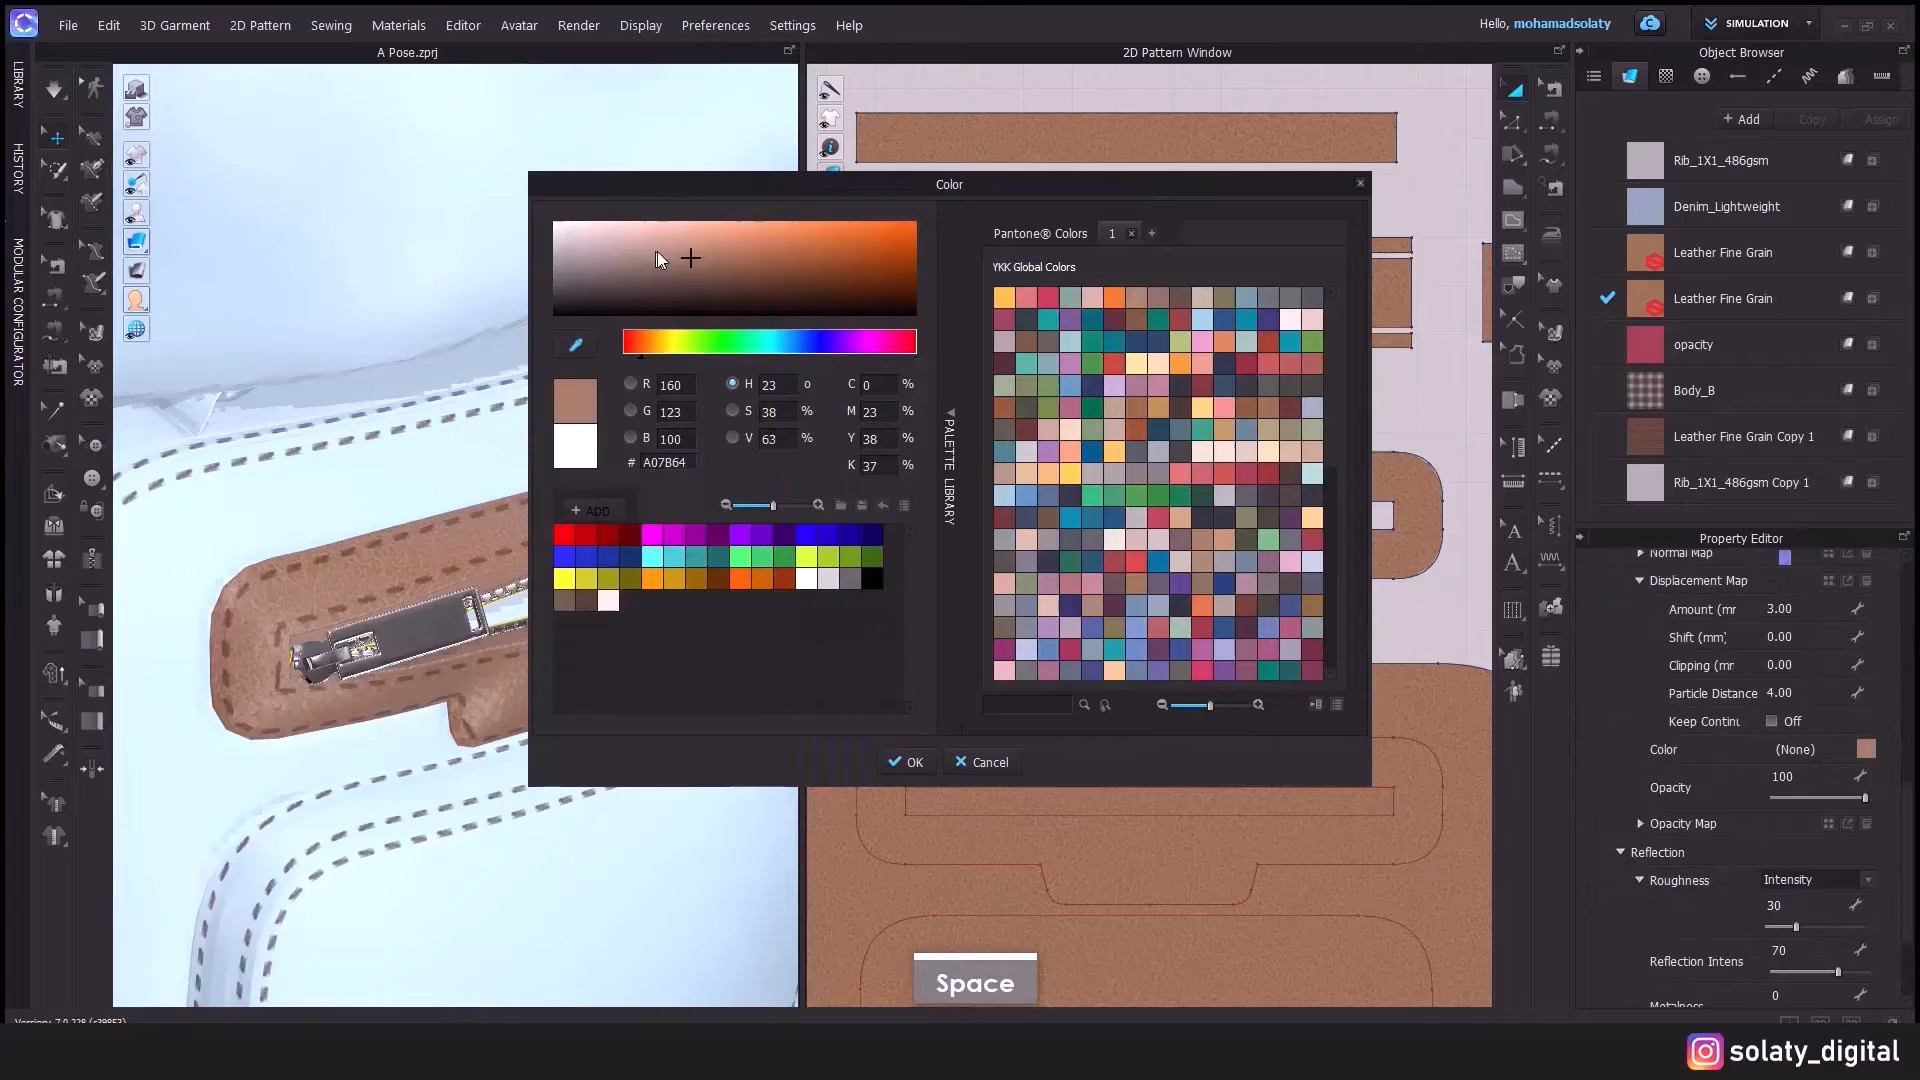 File Edit 3D Garment 2D Pattern Sewing Materials Editor Avatar Render Display Preferences Settings Help
Hello, mohamadsolaty
SIMULATION
A Pose.zprj
2D Pattern Window
Object Browser
LIBRARY
HISTORY
MODULAR CONFIGURATOR
+ Add Copy Assign
Rib_1X1_486gsm
Denim_Lightweight
Leather Fine Grain
Leather Fine Grain
opacity
Body_B
Leather Fine Grain Copy 1
Rib_1X1_486gsm Copy 1
Color
Pantone® Colors 1 +
YKK Global Colors
R 160 H 23 o C 0 %
G 123 S 38 % M 23 %
B 100 V 63 % Y 38 %
# A07B64 K 37 %
+ ADD
PALETTE LIBRARY
OK Cancel
Property Editor
Normal Map
Displacement Map
Amount (mr 3.00
Shift (mm) 0.00
Clipping (mr 0.00
Particle Distance 4.00
Keep Continu Off
Color (None)
Opacity 100
Opacity Map
Reflection
Roughness Intensity
30
Reflection Intens 70
Metalness 0
Space
Version: 7.0.228 (r39853)
solaty_digital